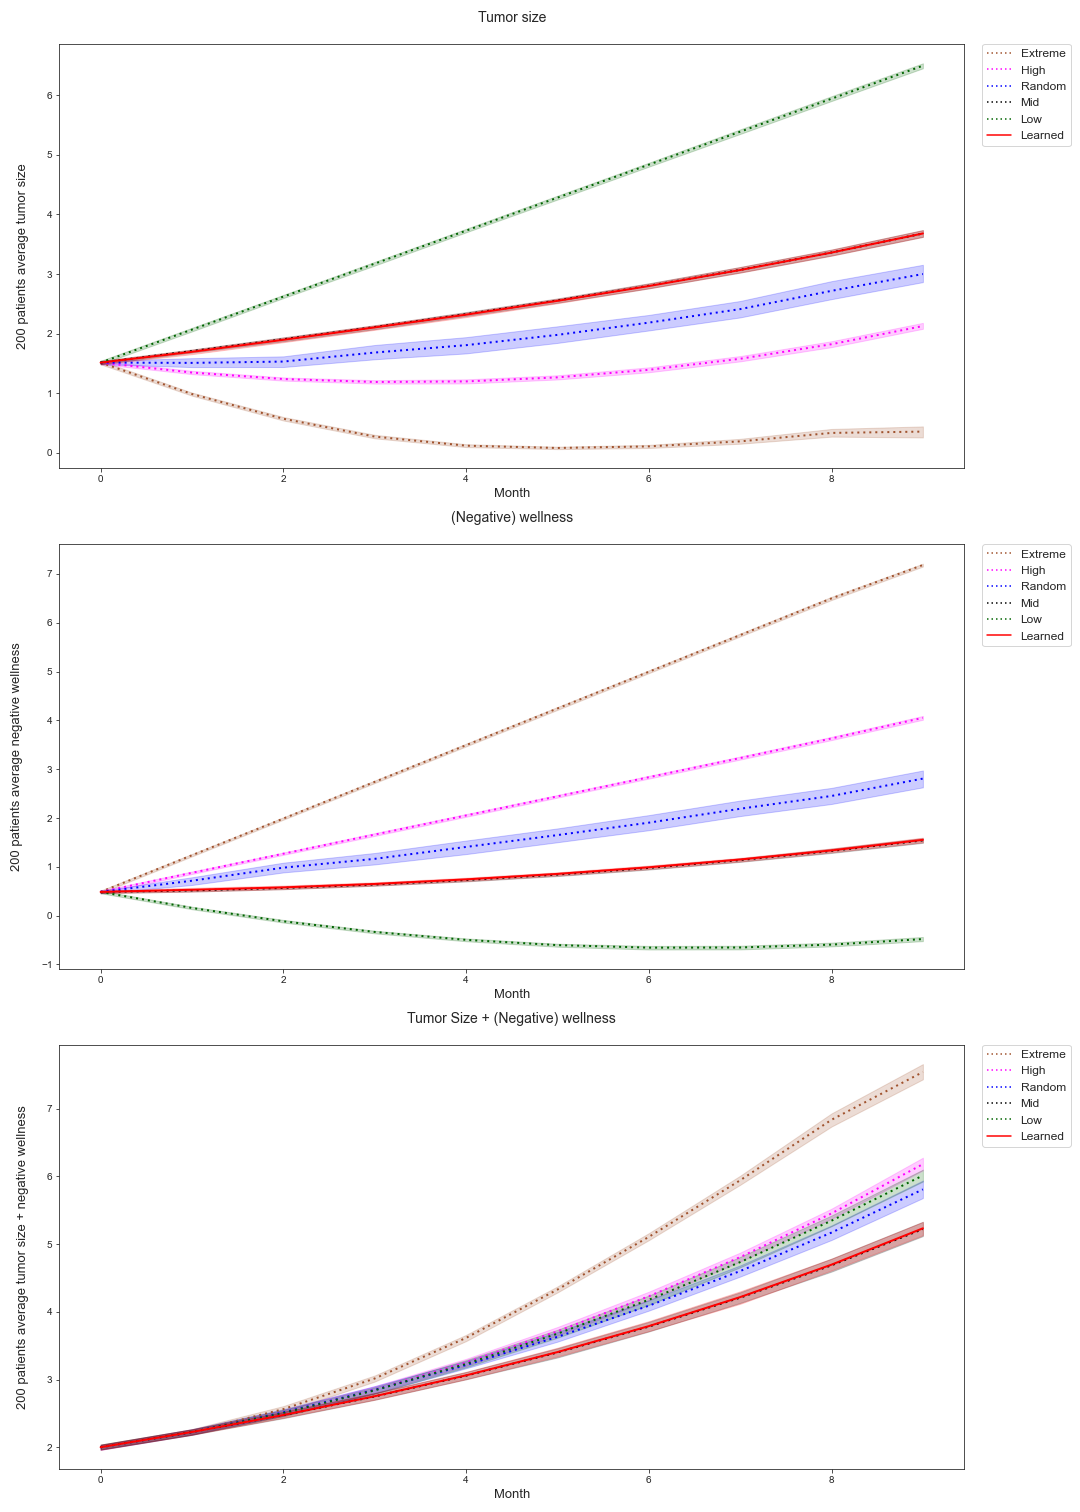 Tumor size
200 patients average tumor size
6
5
4
3
2
1
0
0 2 4 6 8
Month
Extreme
High
Random
Mid
Low
Learned
(Negative) wellness
200 patients average negative wellness
7
6
5
4
3
2
1
0
−1
0 2 4 6 8
Month
Extreme
High
Random
Mid
Low
Learned
Tumor Size + (Negative) wellness
200 patients average tumor size + negative wellness
7
6
5
4
3
2
0 2 4 6 8
Month
Extreme
High
Random
Mid
Low
Learned